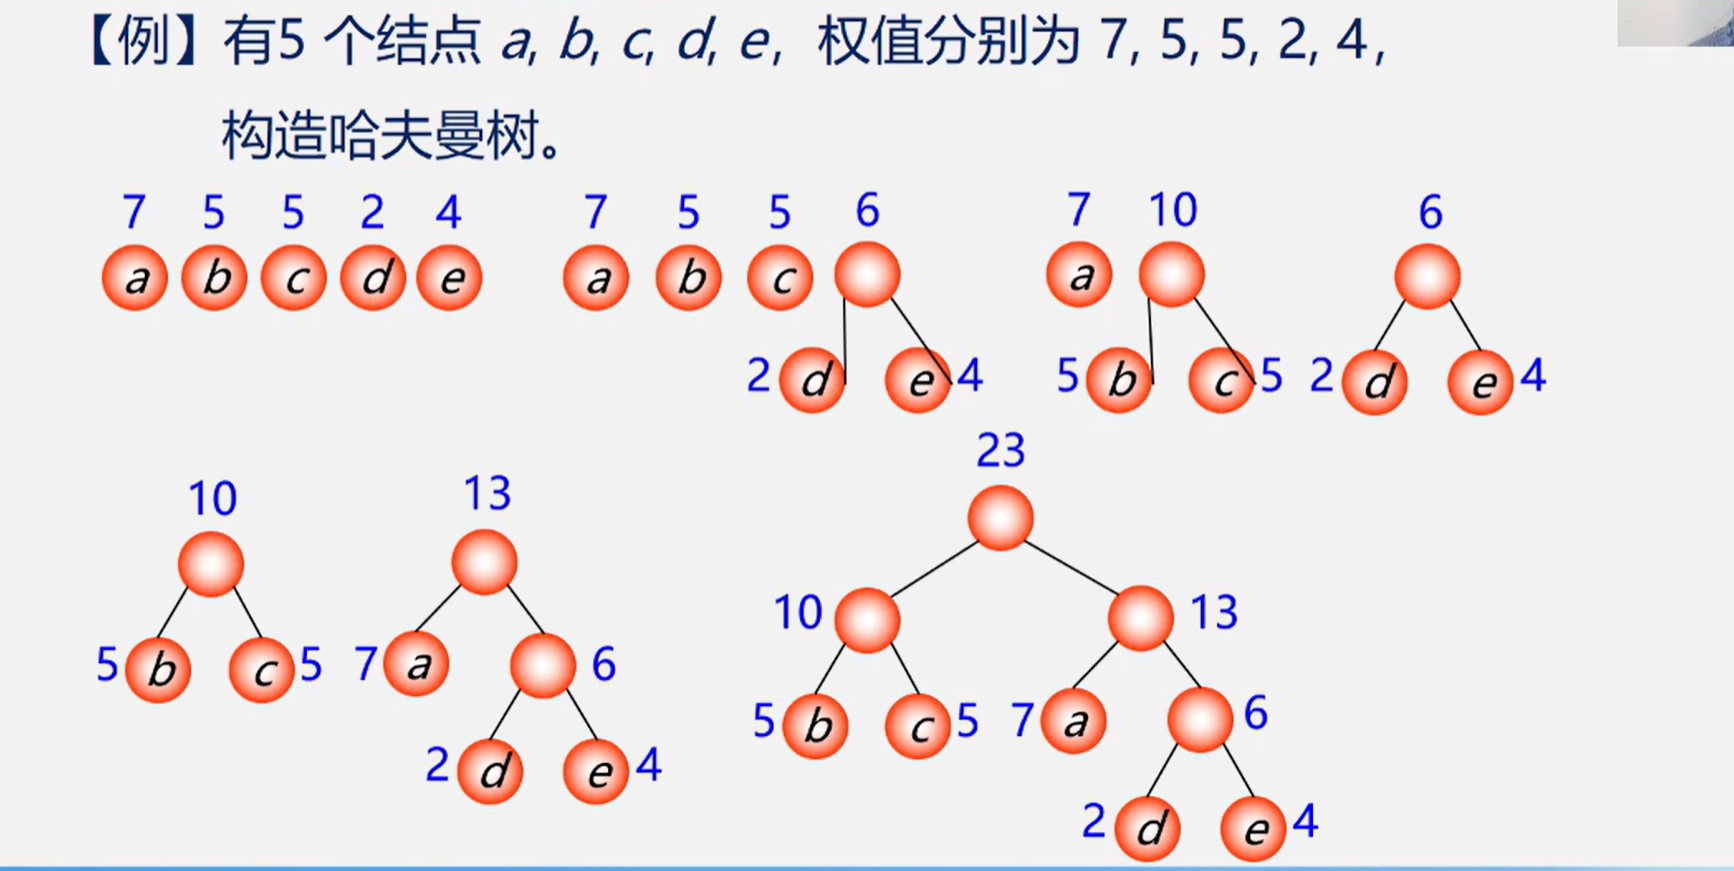 【例】有5 个结点 a, b, c, d, e, 权值分别为 7, 5, 5, 2, 4,
构造哈夫曼树。
7 5 5 2 4
a b c d e
7 5 5 6
a b c
2 d e 4
7 10
a
5 b c 5
6
2 d e 4
10
5 b c 5
13
7 a 6
2 d e 4
23
10 13
5 b c 5 7 a 6
2 d e 4